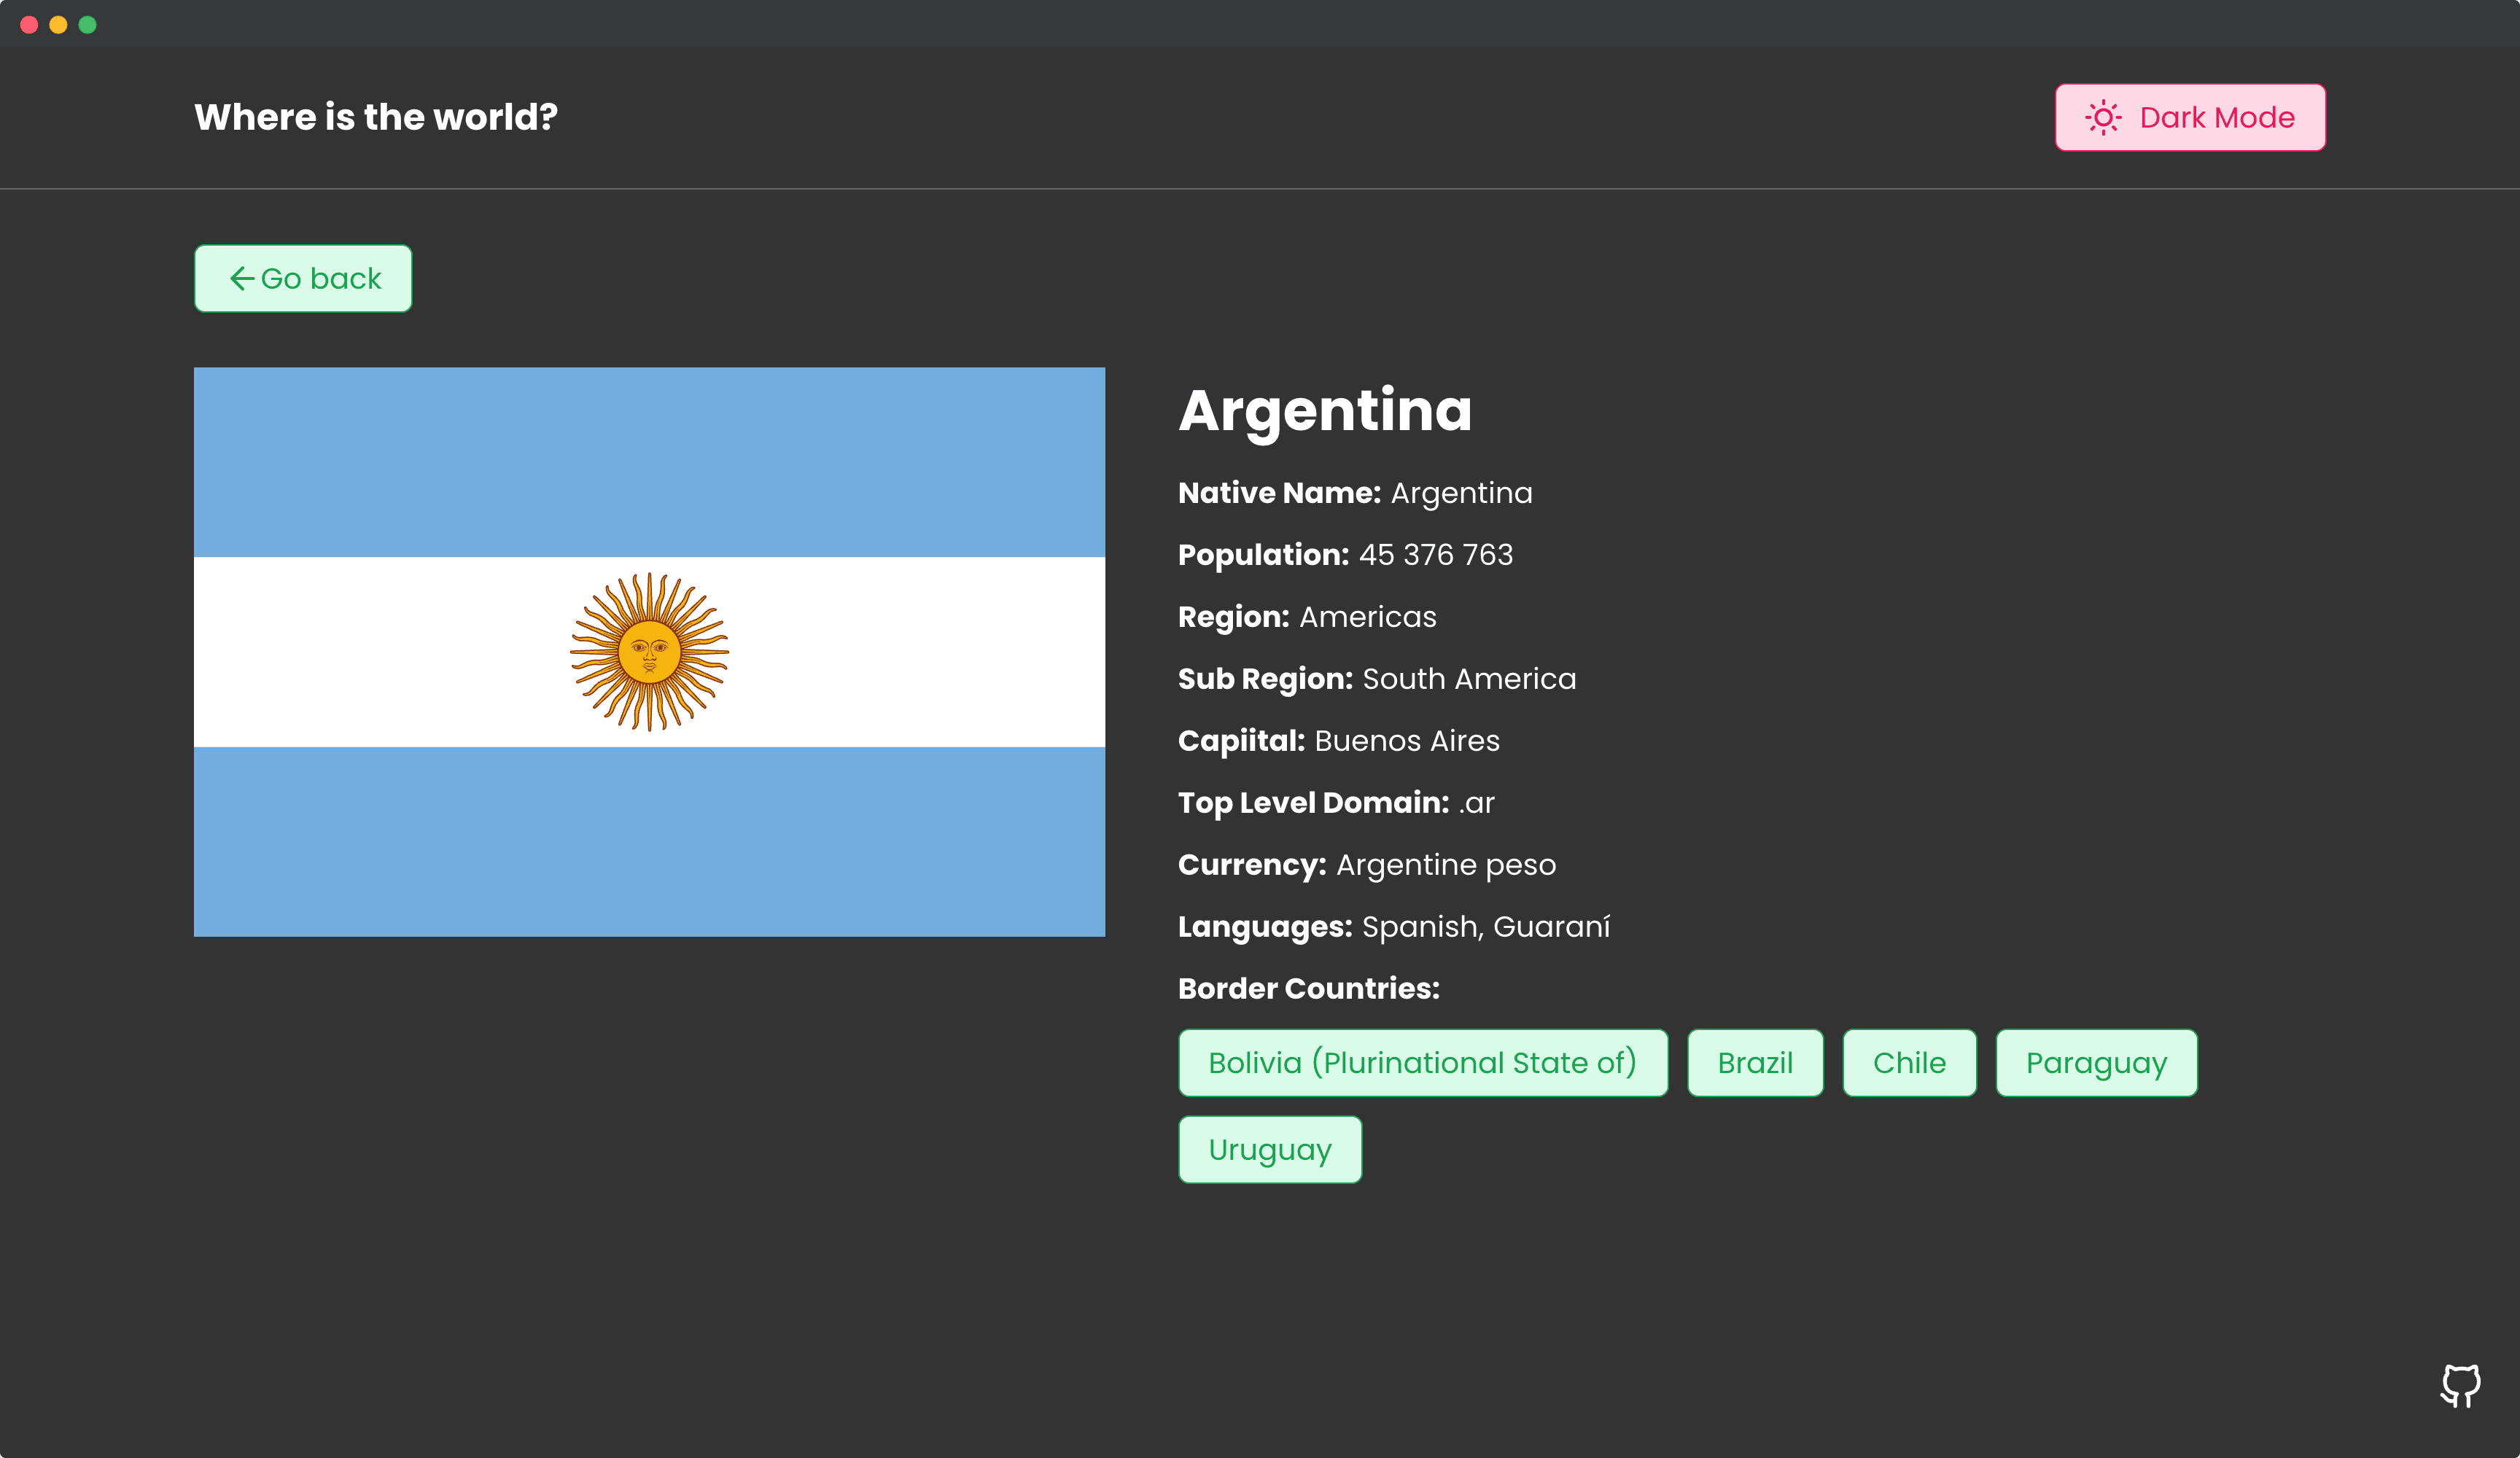 Where is the world?
Dark Mode
Go back
Argentina
Native Name: Argentina
Population: 45 376 763
Region: Americas
Sub Region: South America
Capiital: Buenos Aires
Top Level Domain: .ar
Currency: Argentine peso
Languages: Spanish, Guaraní
Border Countries:
Bolivia (Plurinational State of) Brazil Chile Paraguay
Uruguay